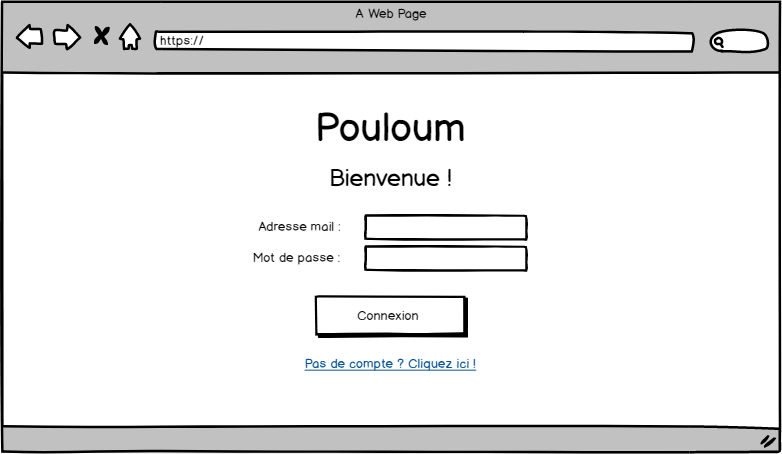 A Web Page
https://
Pouloum
Bienvenue !
Adresse mail :
Mot de passe :
Connexion
Pas de compte ? Cliquez ici !